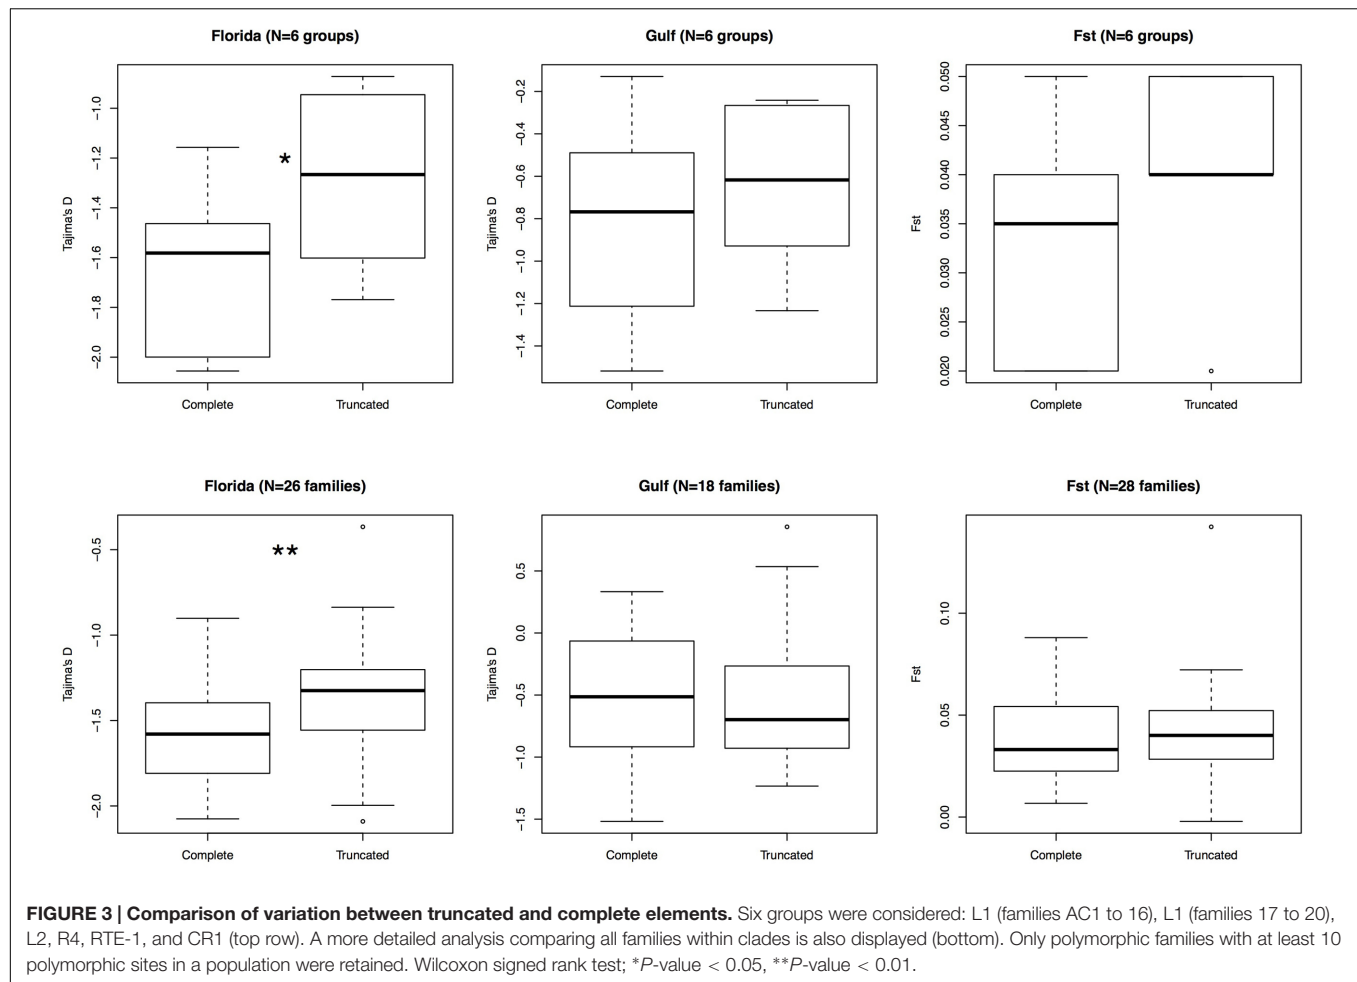 Florida (N=6 groups)
Tajima's D
−1.0
−1.2
−1.4
−1.6
−1.8
−2.0
*
Complete
Truncated
Gulf (N=6 groups)
Tajima's D
−0.2
−0.4
−0.6
−0.8
−1.0
−1.2
−1.4
Complete
Truncated
Fst (N=6 groups)
Fst
0.050
0.045
0.040
0.035
0.030
0.025
0.020
Complete
Truncated
Florida (N=26 families)
Tajima's D
−0.5
−1.0
−1.5
−2.0
**
Complete
Truncated
Gulf (N=18 families)
Tajima's D
0.5
0.0
−0.5
−1.0
−1.5
Complete
Truncated
Fst (N=28 families)
Fst
0.10
0.05
0.00
Complete
Truncated
FIGURE 3 | Comparison of variation between truncated and complete elements. Six groups were considered: L1 (families AC1 to 16), L1 (families 17 to 20),
L2, R4, RTE-1, and CR1 (top row). A more detailed analysis comparing all families within clades is also displayed (bottom). Only polymorphic families with at least 10
polymorphic sites in a population were retained. Wilcoxon signed rank test; *P-value < 0.05, **P-value < 0.01.